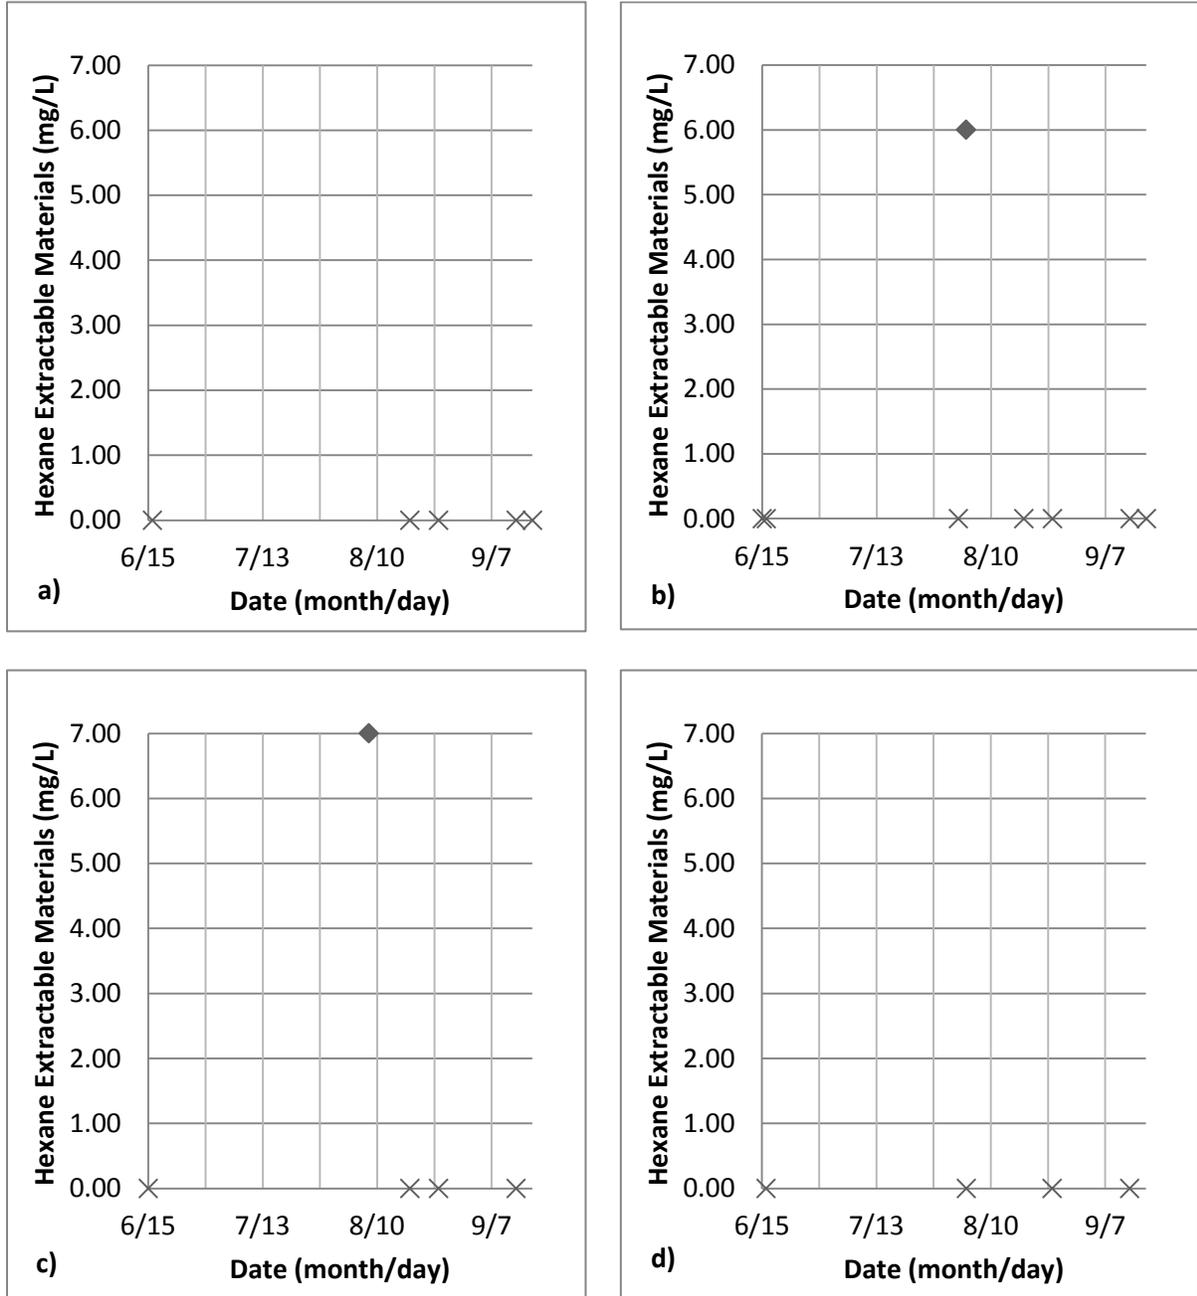 Hexane Extractable Materials (mg/L)
7.00
6.00
5.00
4.00
3.00
2.00
1.00
0.00
6/15 7/13 8/10 9/7
Date (month/day)
a)
Hexane Extractable Materials (mg/L)
7.00
6.00
5.00
4.00
3.00
2.00
1.00
0.00
6/15 7/13 8/10 9/7
Date (month/day)
b)
Hexane Extractable Materials (mg/L)
7.00
6.00
5.00
4.00
3.00
2.00
1.00
0.00
6/15 7/13 8/10 9/7
Date (month/day)
c)
Hexane Extractable Materials (mg/L)
7.00
6.00
5.00
4.00
3.00
2.00
1.00
0.00
6/15 7/13 8/10 9/7
Date (month/day)
d)